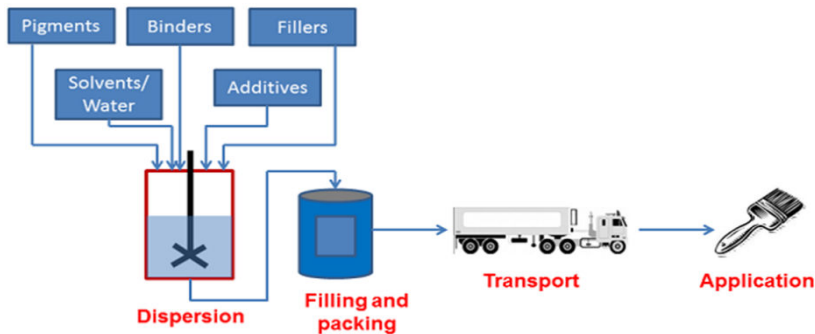 Pigments
Binders
Fillers
Solvents/
Water
Additives
Dispersion
Filling and
packing
Transport
Application